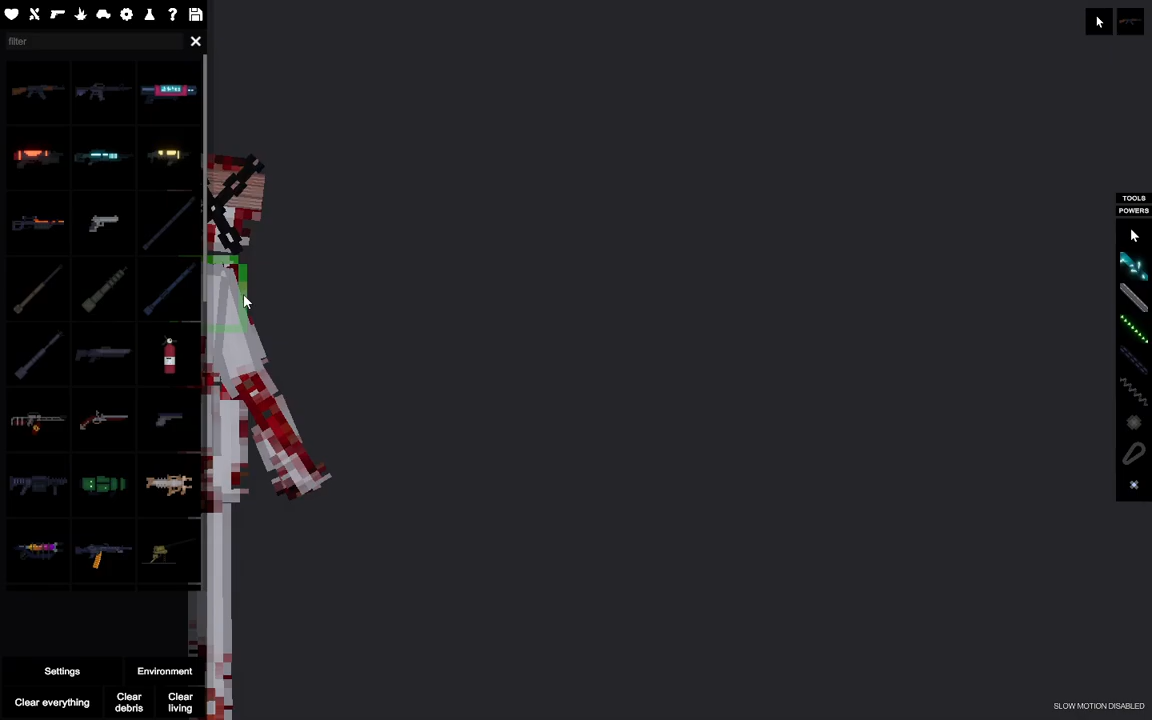 filter
TOOLS
POWERS
Settings
Environment
Clear everything
Clear debris
Clear living
SLOW MOTION DISABLED